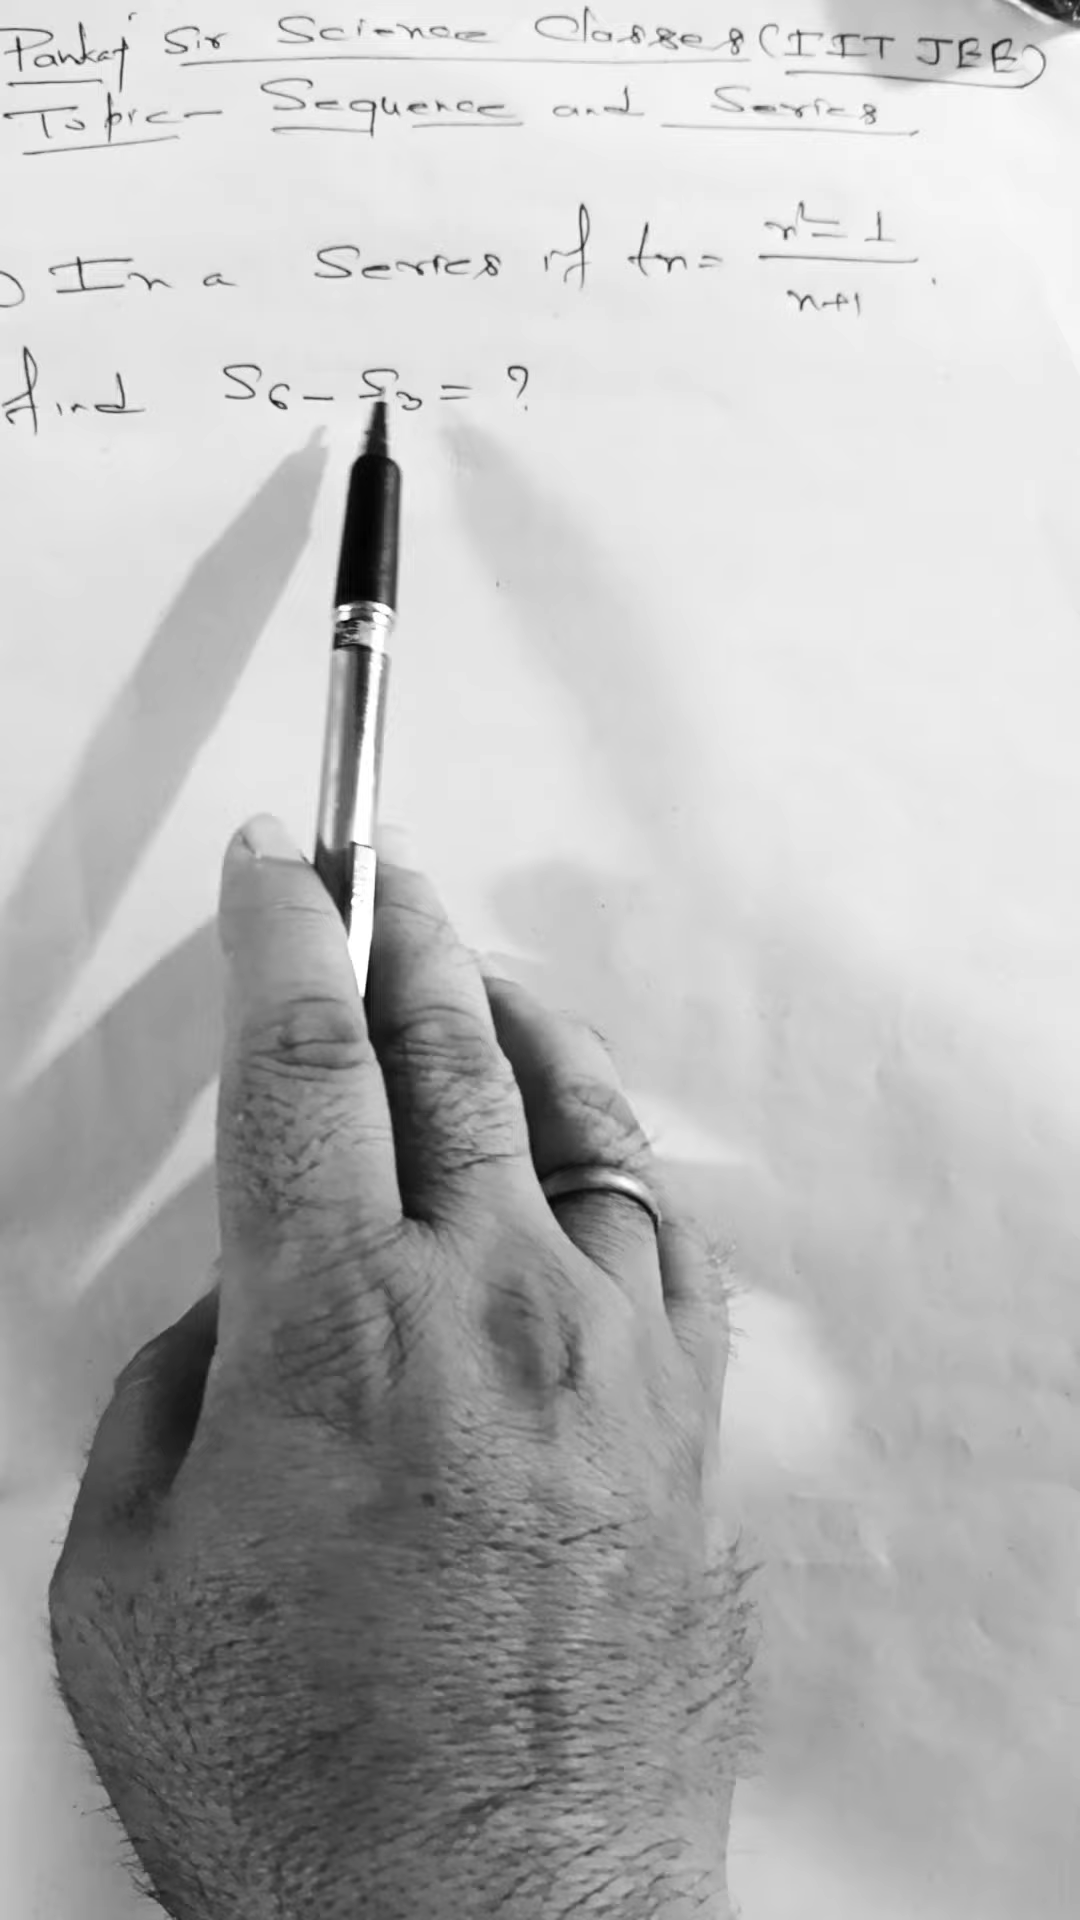 Pankaj Sir Science Classes (IIT JEE)
Topic- Sequence and Series
) In a Series if tn = n²-1 / n+1 .
find S6 - S3 = ?